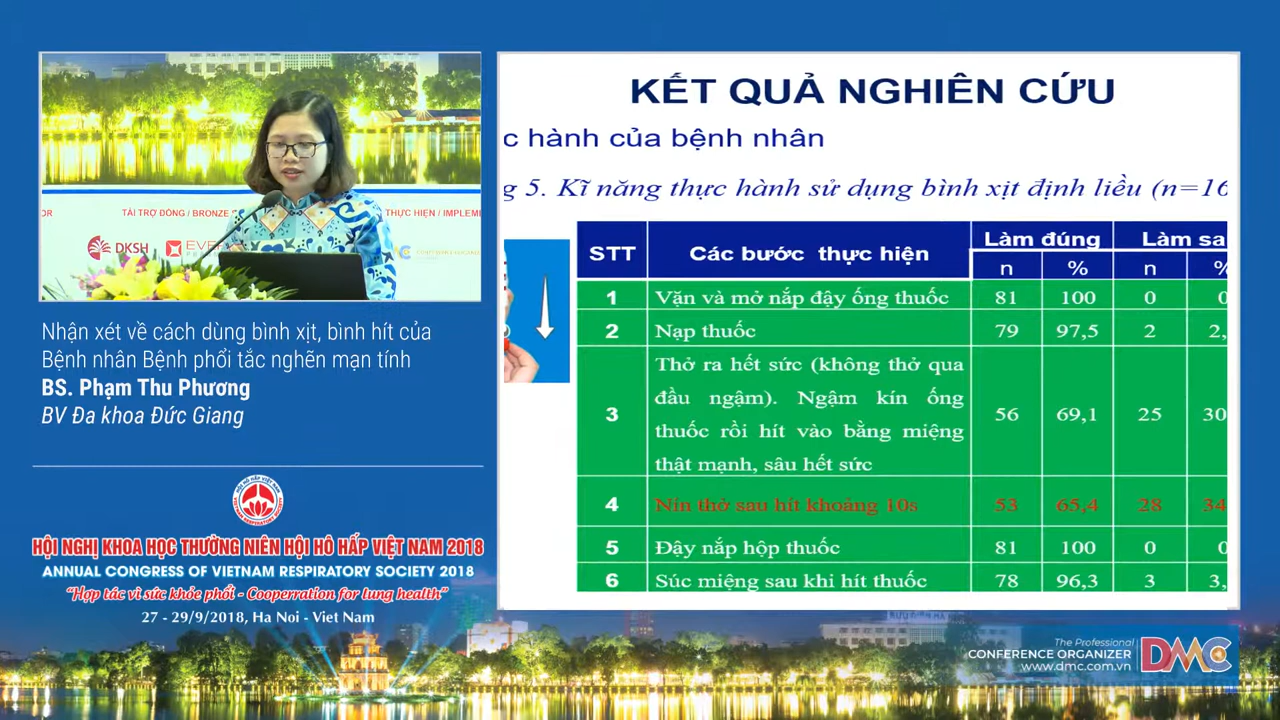 TÀI TRỢ ĐỒNG / BRONZE
THỰC HIỆN / IMPLEM
DKSH
Nhận xét về cách dùng bình xịt, bình hít của
Bệnh nhân Bệnh phổi tắc nghẽn mạn tính
BS. Phạm Thu Phương
BV Đa khoa Đức Giang
HỘI NGHỊ KHOA HỌC THƯỜNG NIÊN HỘI HÔ HẤP VIỆT NAM 2018
ANNUAL CONGRESS OF VIETNAM RESPIRATORY SOCIETY 2018
“Hợp tác vì sức khỏe phổi - Cooperration for lung health”
27 - 29/9/2018, Ha Noi - Viet Nam
KẾT QUẢ NGHIÊN CỨU
c hành của bệnh nhân
g 5. Kĩ năng thực hành sử dụng bình xịt định liều (n=16
STT Các bước thực hiện Làm đúng Làm sa
n % n %
1 Vặn và mở nắp đậy ống thuốc 81 100 0 0
2 Nạp thuốc 79 97,5 2 2,
3 Thở ra hết sức (không thở qua
đầu ngậm). Ngậm kín ống
thuốc rồi hít vào bằng miệng
thật mạnh, sâu hết sức 56 69,1 25 30
4 Nín thở sau hít khoảng 10s 53 65,4 28 34
5 Đậy nắp hộp thuốc 81 100 0 0
6 Súc miệng sau khi hít thuốc 78 96,3 3 3,
The Professional
CONFERENCE ORGANIZER
www.dmc.com.vn
DMC